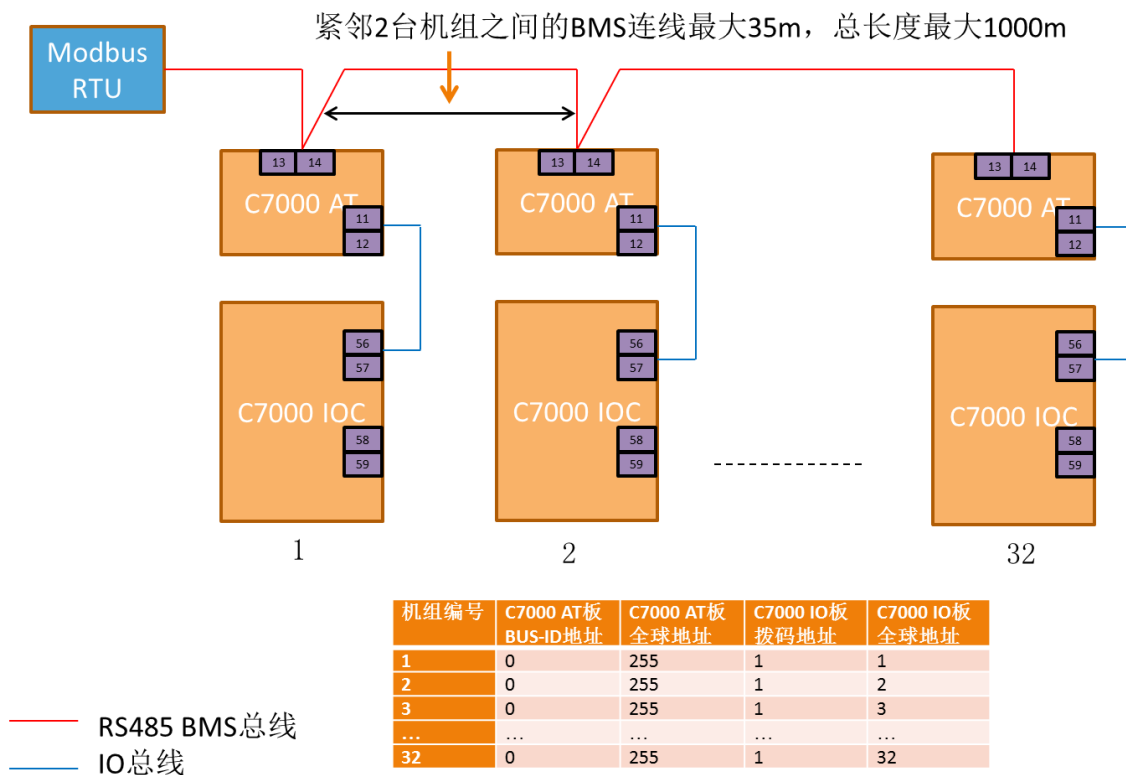 紧邻2台机组之间的BMS连线最大35m，总长度最大1000m
Modbus
RTU
13 14
C7000 AT
11
12
56
57
C7000 IOC
58
59
1
13 14
C7000 AT
11
12
56
57
C7000 IOC
58
59
2
13 14
C7000 AT
11
12
56
57
C7000 IOC
58
59
32
机组编号 C7000 AT板 C7000 AT板 C7000 IO板 C7000 IO板
BUS-ID地址 全球地址 拨码地址 全球地址
1 0 255 1 1
2 0 255 1 2
3 0 255 1 3
... ... ... ... ...
32 0 255 1 32
RS485 BMS总线
IO总线